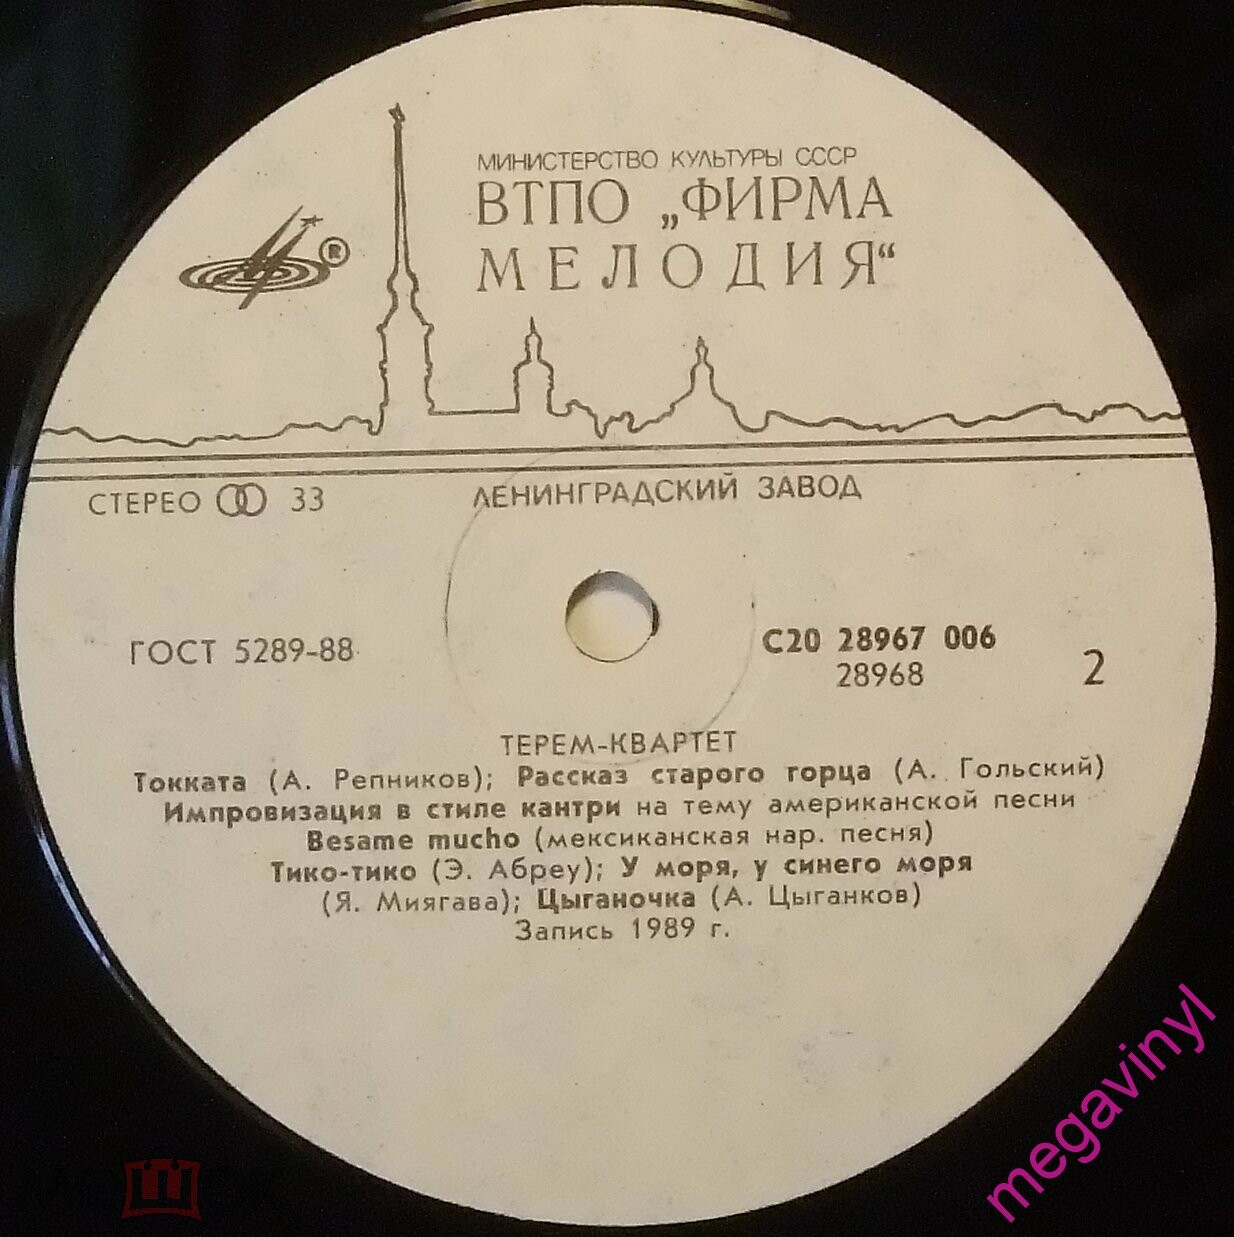 МИНИСТЕРСТВО КУЛЬТУРЫ СССР
ВТПО „ФИРМА
МЕЛОДИЯ“
®
СТЕРЕО 33
ЛЕНИНГРАДСКИЙ ЗАВОД
ГОСТ 5289-88
С20 28967 006
28968
2
ТЕРЕМ-КВАРТЕТ
Токката (А. Репников); Рассказ старого горца (А. Гольский)
Импровизация в стиле кантри на тему американской песни
Besame mucho (мексиканская нар. песня)
Тико-тико (Э. Абреу); У моря, у синего моря
(Я. Миягава); Цыганочка (А. Цыганков)
Запись 1989 г.
megavinyl